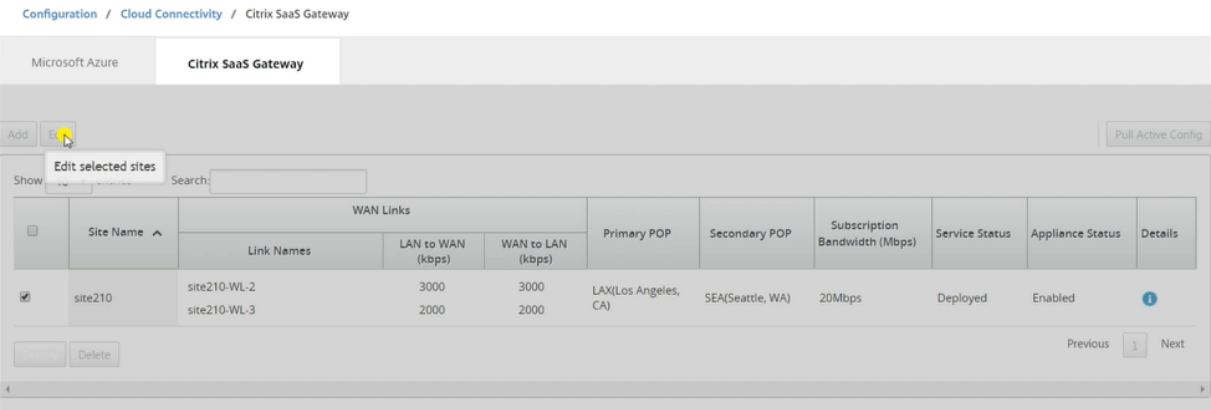 Configuration / Cloud Connectivity / Citrix SaaS Gateway
Microsoft Azure Citrix SaaS Gateway
Add Pull Active Config
Edit selected sites
Show Search:
WAN Links
Site Name Primary POP Secondary POP Subscription Bandwidth (Mbps) Service Status Appliance Status Details
Link Names LAN to WAN (kbps) WAN to LAN (kbps)
site210 site210-WL-2 3000 3000 LAX(Los Angeles, CA) SEA(Seattle, WA) 20Mbps Deployed Enabled
site210-WL-3 2000 2000
Previous 1 Next
Delete